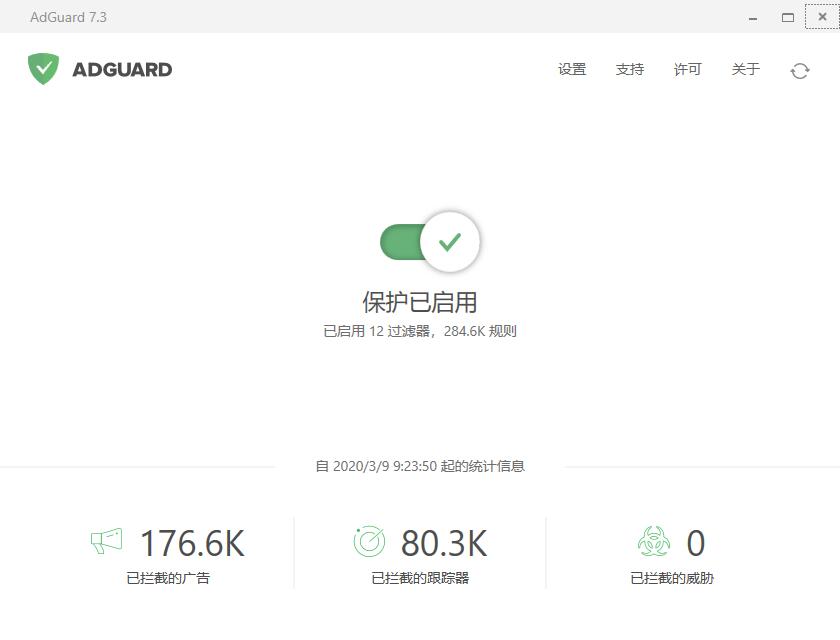 AdGuard 7.3
ADGUARD
设置 支持 许可 关于
保护已启用
已启用 12 过滤器，284.6K 规则
自 2020/3/9 9:23:50 起的统计信息
176.6K 80.3K 0
已拦截的广告 已拦截的跟踪器 已拦截的威胁